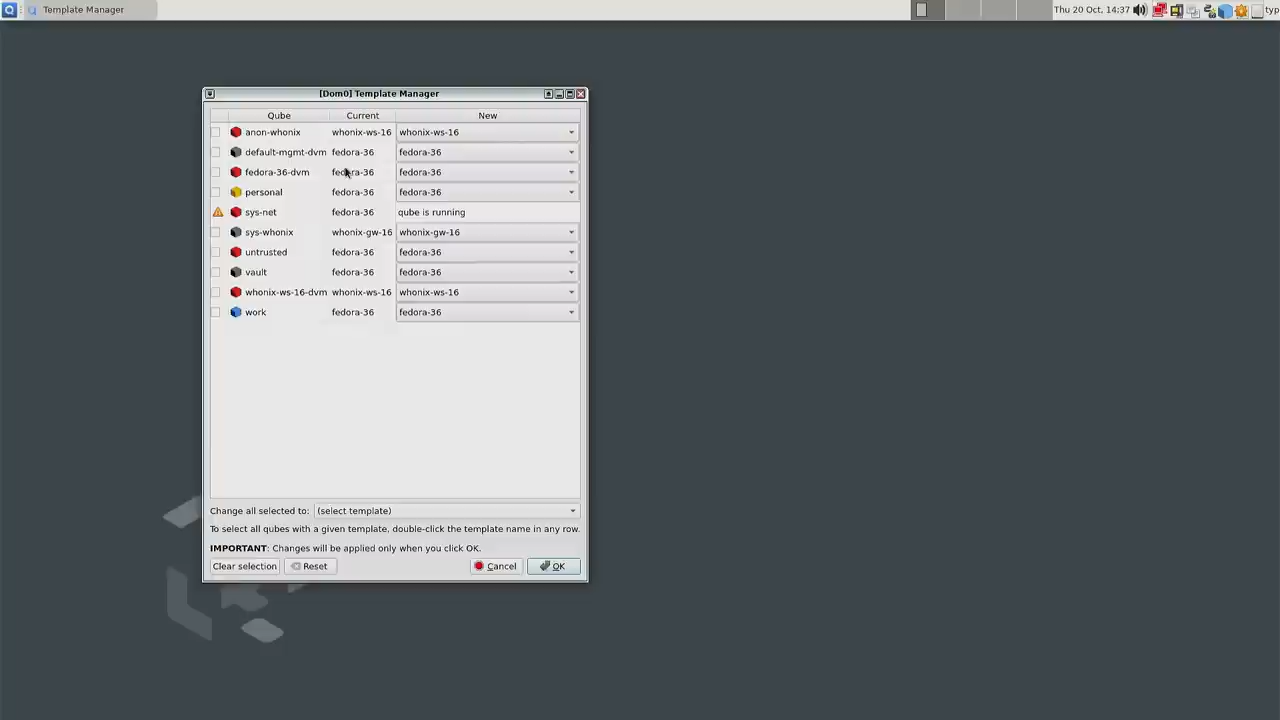 Template Manager
Thu 20 Oct, 14:37
typ
[Dom0] Template Manager
Qube Current New
anon-whonix whonix-ws-16 whonix-ws-16
default-mgmt-dvm fedora-36 fedora-36
fedora-36-dvm fedora-36 fedora-36
personal fedora-36 fedora-36
sys-net fedora-36 qube is running
sys-whonix whonix-gw-16 whonix-gw-16
untrusted fedora-36 fedora-36
vault fedora-36 fedora-36
whonix-ws-16-dvm whonix-ws-16 whonix-ws-16
work fedora-36 fedora-36
Change all selected to: (select template)
To select all qubes with a given template, double-click the template name in any row.
IMPORTANT: Changes will be applied only when you click OK.
Clear selection Reset Cancel OK